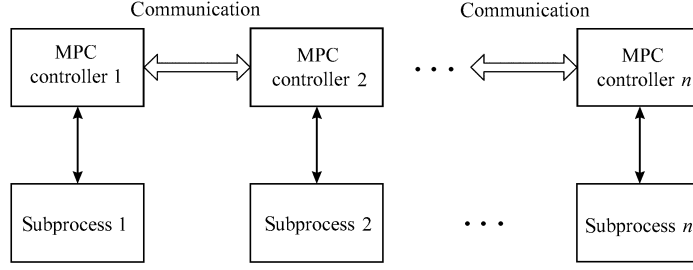 Communication
Communication
MPC
controller 1
MPC
controller 2
. . .
MPC
controller n
Subprocess 1
Subprocess 2
. . .
Subprocess n